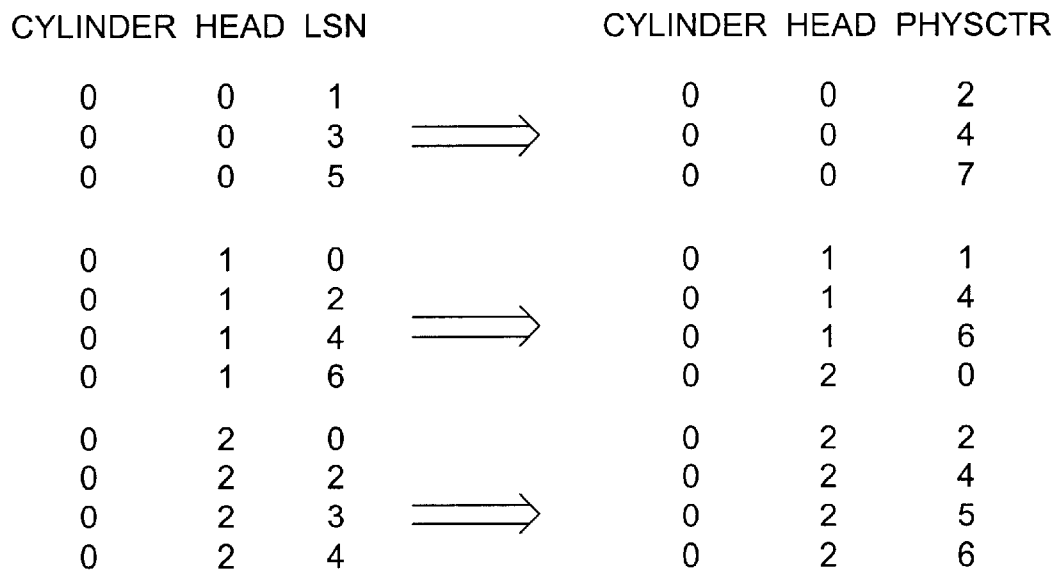 CYLINDER HEAD LSN CYLINDER HEAD PHYSCTR
0 0 1 0 0 2
0 0 3 0 0 4
0 0 5 0 0 7
0 1 0 0 1 1
0 1 2 0 1 4
0 1 4 0 1 6
0 1 6 0 2 0
0 2 0 0 2 2
0 2 2 0 2 4
0 2 3 0 2 5
0 2 4 0 2 6